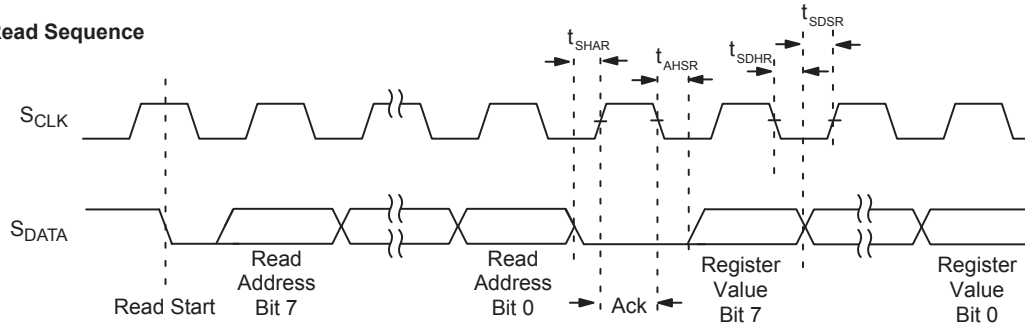 Read Sequence
tSDSR
tSHAR
tSDHR
tAHSR
SCLK
SDATA
Read Start
Read
Address
Bit 7
Read
Address
Bit 0
Ack
Register
Value
Bit 7
Register
Value
Bit 0